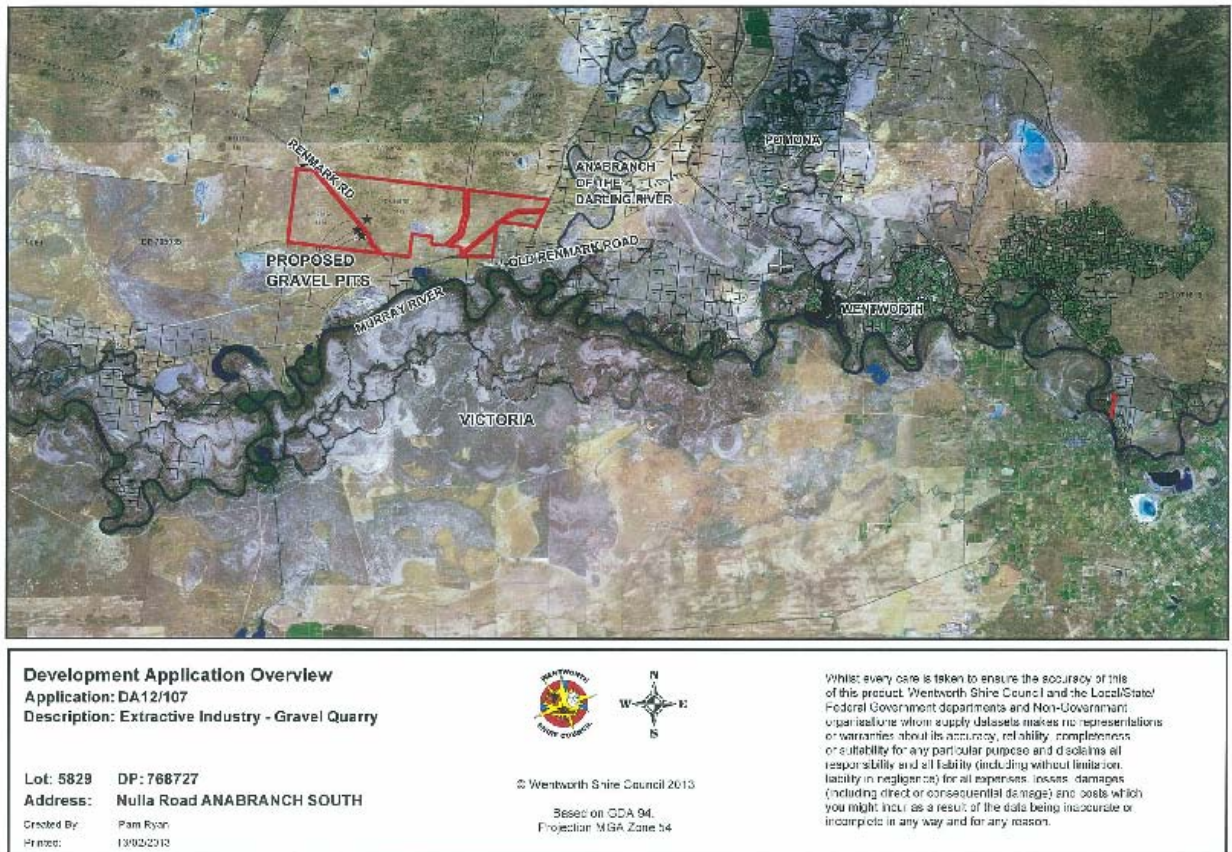 POMONA
RENMARK RD
ANABRANCH
OF THE
DARLING RIVER
OLD RENMARK ROAD
PROPOSED
GRAVEL PITS
MURRAY RIVER
WENTWORTH
VICTORIA
Development Application Overview
Application: DA12/107
Description: Extractive Industry - Gravel Quarry
Lot: 5829 DP: 768727
Address: Nulla Road ANABRANCH SOUTH
Created By: Pam Ryan
Printed: 13/02/2013
WENTWORTH
SHIRE COUNCIL
N
W E
S
© Wentworth Shire Council 2013
Based on GDA 94.
Projection MGA Zone 54
Whilst every care is taken to ensure the accuracy of this
of this product. Wentworth Shire Council and the Local/State/
Federal Government departments and Non-Government
organisations whom supply datasets makes no representations
or warranties about its accuracy, reliability, completeness
or suitability for any particular purpose and disclaims all
responsibility and all liability (including without limitation,
liability in negligence) for all expenses, losses, damages
(including direct or consequential damage) and costs which
you might incur as a result of the data being inaccurate or
incomplete in any way and for any reason.